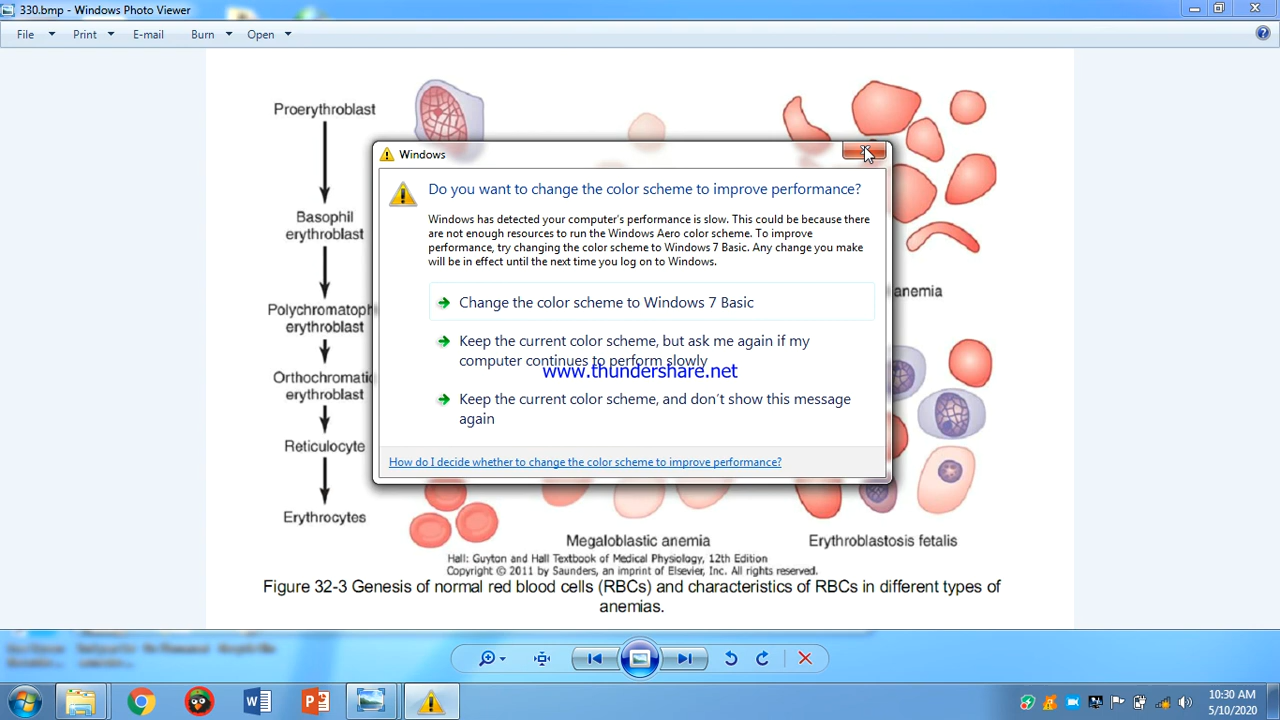 330.bmp - Windows Photo Viewer
File Print E-mail Burn Open
Proerythroblast
Basophil
erythroblast
Polychromatoph
erythroblast
Orthochromatic
erythroblast
Reticulocyte
Erythrocytes
Windows
Do you want to change the color scheme to improve performance?
Windows has detected your computer's performance is slow. This could be because there
are not enough resources to run the Windows Aero color scheme. To improve
performance, try changing the color scheme to Windows 7 Basic. Any change you make
will be in effect until the next time you log on to Windows.
Change the color scheme to Windows 7 Basic
Keep the current color scheme, but ask me again if my
computer continues to perform slowly
www.thundershare.net
Keep the current color scheme, and don't show this message
again
How do I decide whether to change the color scheme to improve performance?
anemia
Megaloblastic anemia
Erythroblastosis fetalis
Hall: Guyton and Hall Textbook of Medical Physiology, 12th Edition
Copyright © 2011 by Saunders, an imprint of Elsevier, Inc. All rights reserved.
Figure 32-3 Genesis of normal red blood cells (RBCs) and characteristics of RBCs in different types of
anemias.
10:30 AM
5/10/2020